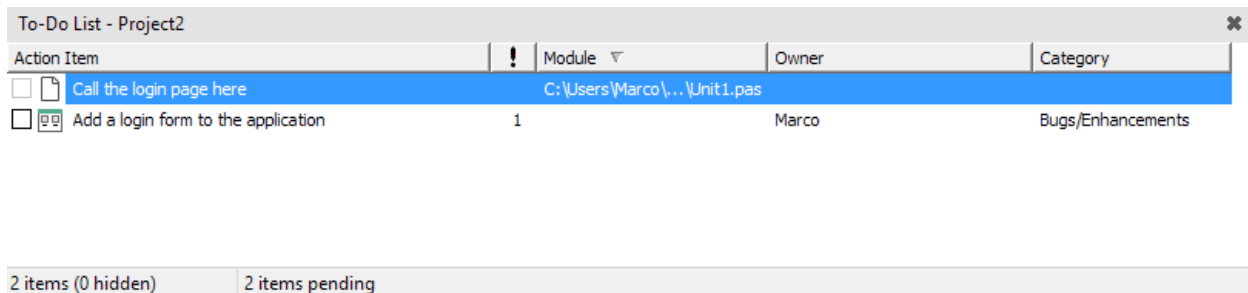 To-Do List - Project2
Action Item ! Module Owner Category
Call the login page here C:\Users\Marco\...\Unit1.pas
Add a login form to the application 1 Marco Bugs/Enhancements
2 items (0 hidden) 2 items pending